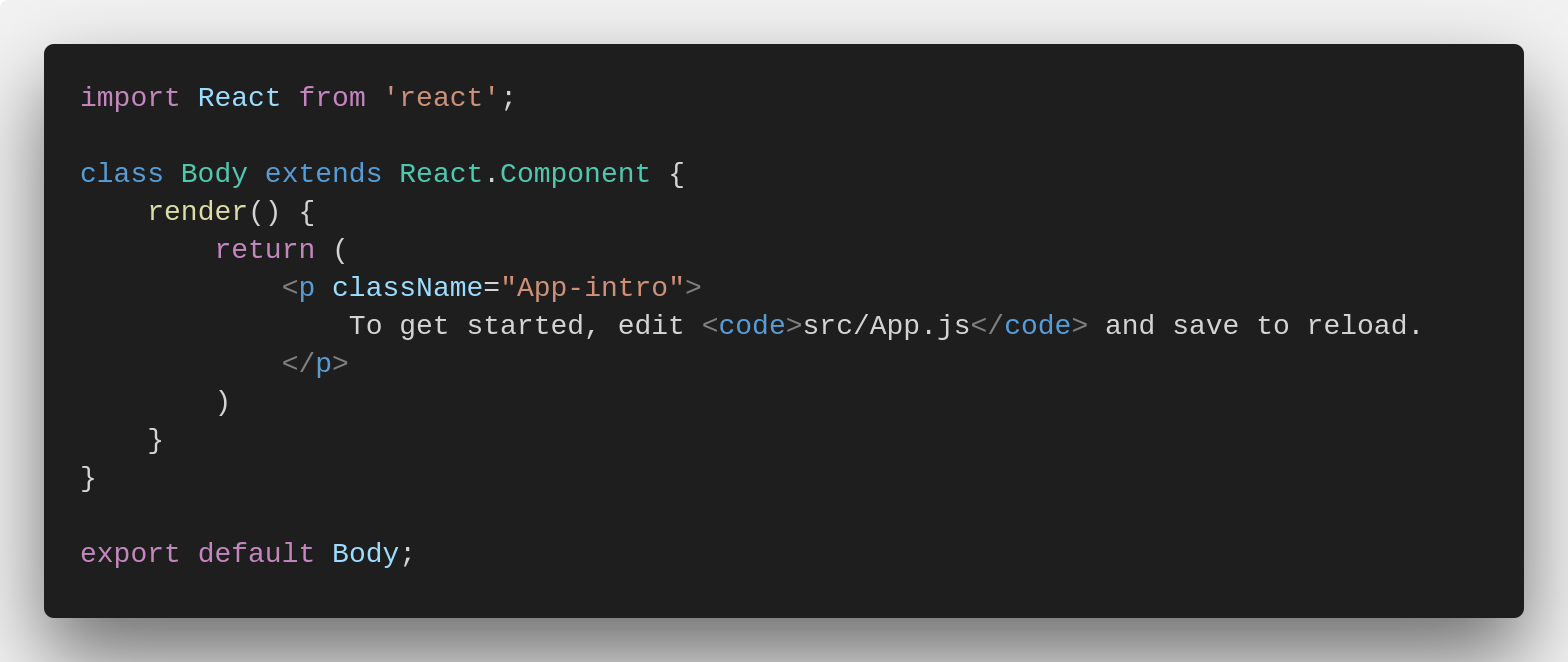 import React from 'react';

class Body extends React.Component {
    render() {
        return (
            <p className="App-intro">
                To get started, edit <code>src/App.js</code> and save to reload.
            </p>
        )
    }
}

export default Body;